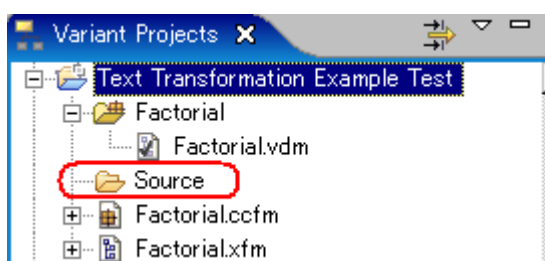 Variant Projects
Text Transformation Example Test
Factorial
Factorial.vdm
Source
Factorial.ccfm
Factorial.xfm